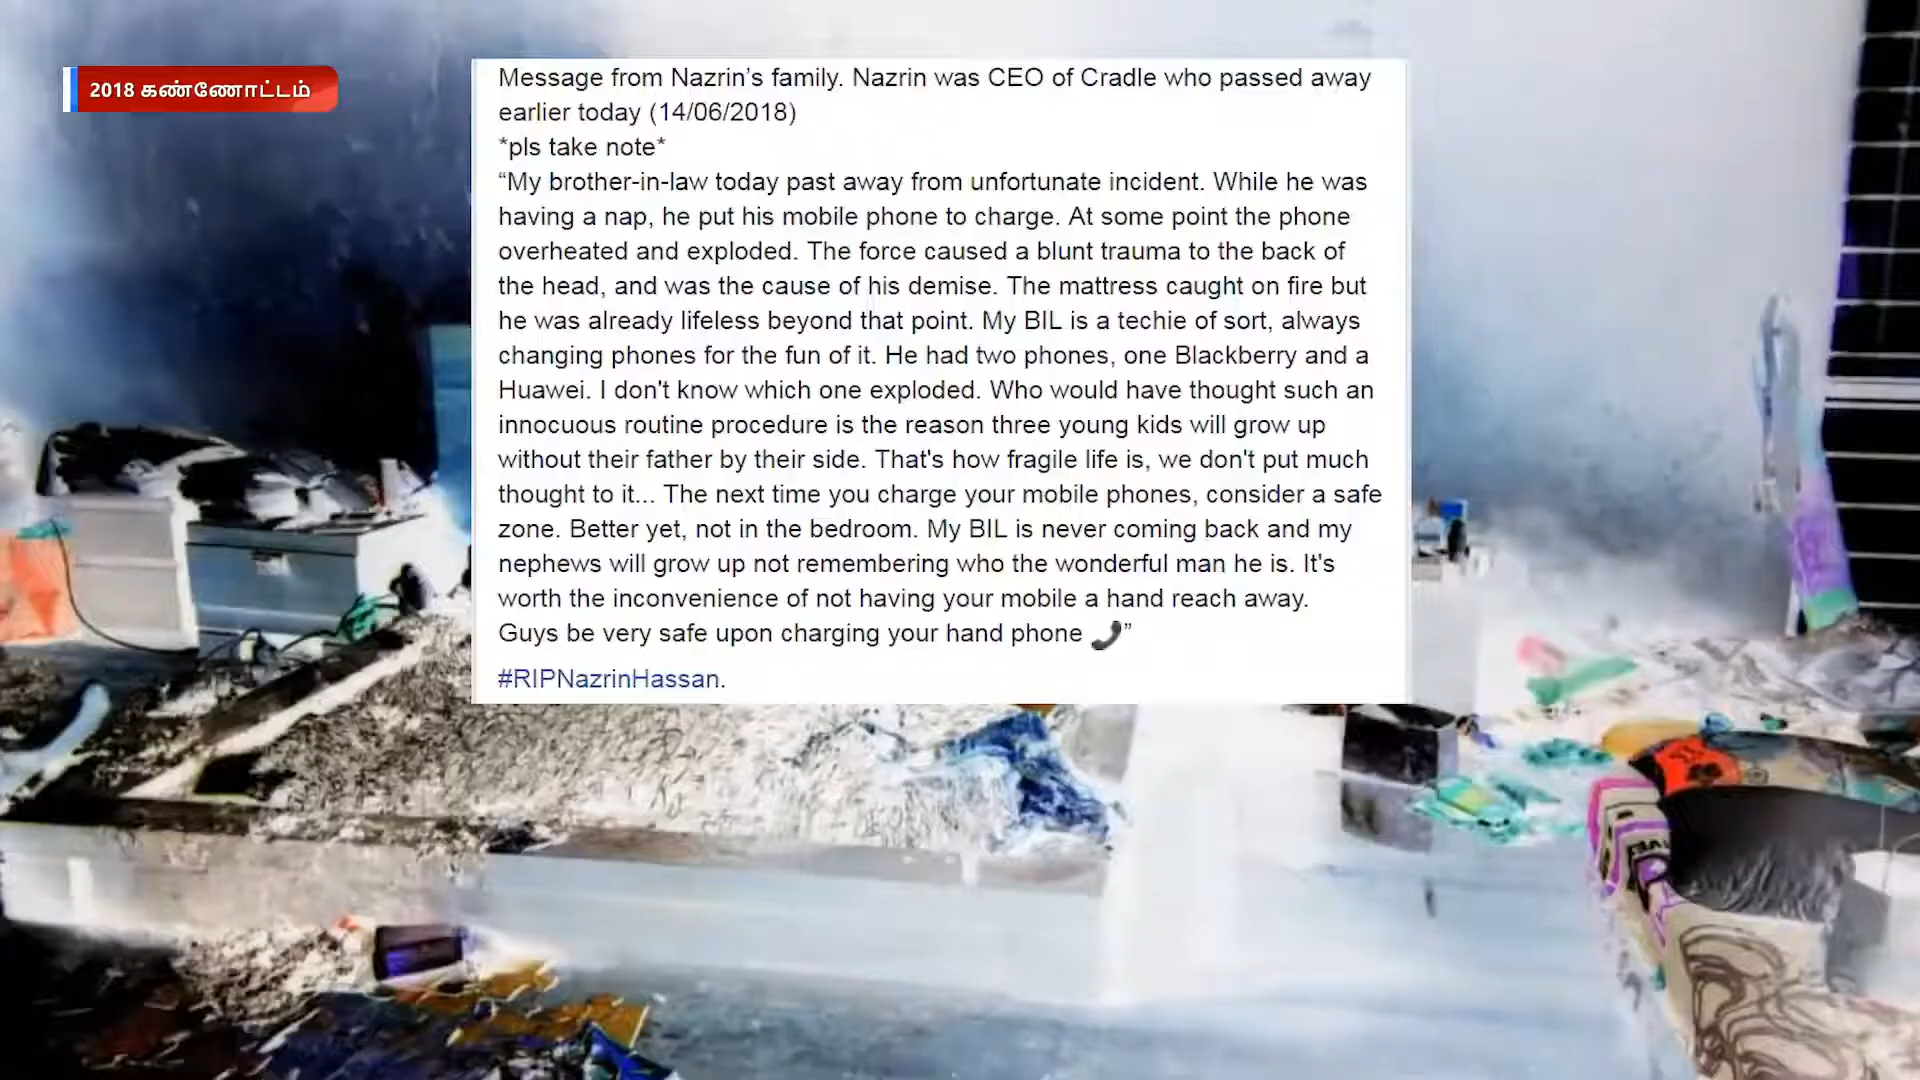 2018 கண்ணோட்டம்
Message from Nazrin’s family. Nazrin was CEO of Cradle who passed away
earlier today (14/06/2018)
*pls take note*
“My brother-in-law today past away from unfortunate incident. While he was
having a nap, he put his mobile phone to charge. At some point the phone
overheated and exploded. The force caused a blunt trauma to the back of
the head, and was the cause of his demise. The mattress caught on fire but
he was already lifeless beyond that point. My BIL is a techie of sort, always
changing phones for the fun of it. He had two phones, one Blackberry and a
Huawei. I don't know which one exploded. Who would have thought such an
innocuous routine procedure is the reason three young kids will grow up
without their father by their side. That's how fragile life is, we don't put much
thought to it... The next time you charge your mobile phones, consider a safe
zone. Better yet, not in the bedroom. My BIL is never coming back and my
nephews will grow up not remembering who the wonderful man he is. It's
worth the inconvenience of not having your mobile a hand reach away.
Guys be very safe upon charging your hand phone 📞”
#RIPNazrinHassan.